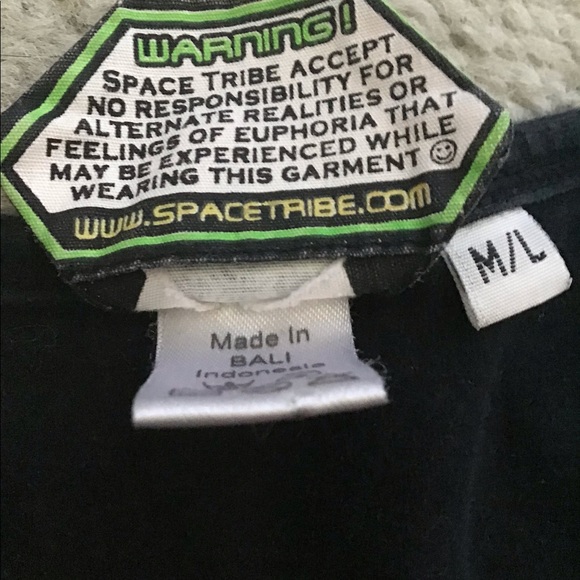 WARNING!
SPACE TRIBE ACCEPT
NO RESPONSIBILITY FOR
ALTERNATE REALITIES OR
FEELINGS OF EUPHORIA THAT
MAY BE EXPERIENCED WHILE
WEARING THIS GARMENT ☺
WWW.SPACETRIBE.COM
M/L
Made In
BALI
Indonesia